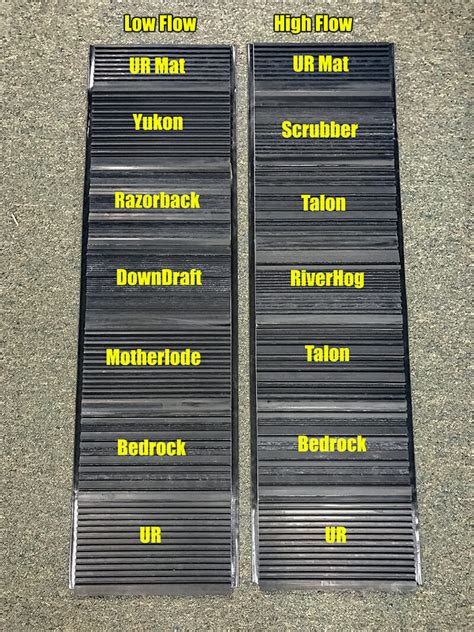 Low Flow
UR Mat
Yukon
Razorback
DownDraft
Motherlode
Bedrock
UR
High Flow
UR Mat
Scrubber
Talon
RiverHog
Talon
Bedrock
UR